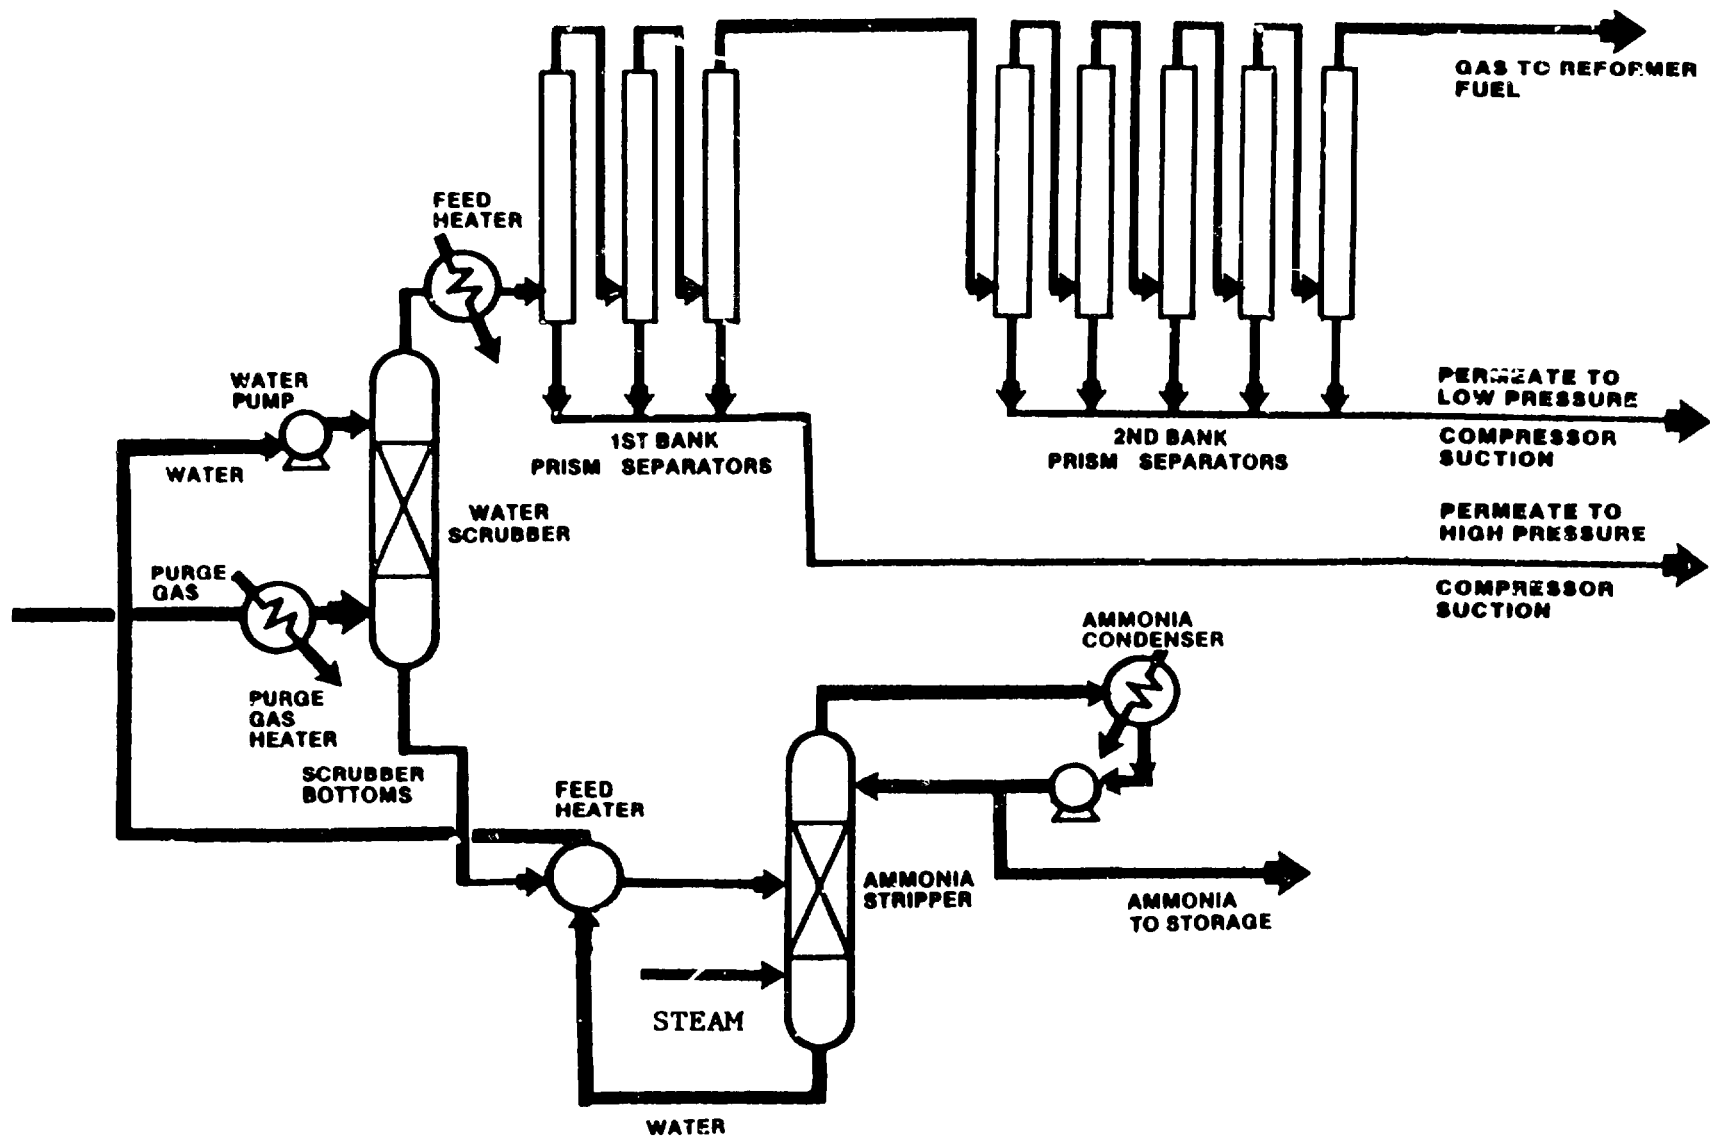 GAS TO REFORMER
FUEL
FEED
HEATER
WATER
PUMP
WATER
WATER
SCRUBBER
1ST BANK
PRISM SEPARATORS
2ND BANK
PRISM SEPARATORS
PERMEATE TO
LOW PRESSURE
COMPRESSOR
SUCTION
PERMEATE TO
HIGH PRESSURE
COMPRESSOR
SUCTION
PURGE
GAS
PURGE
GAS
HEATER
SCRUBBER
BOTTOMS
FEED
HEATER
AMMONIA
CONDENSER
AMMONIA
STRIPPER
AMMONIA
TO STORAGE
STEAM
WATER